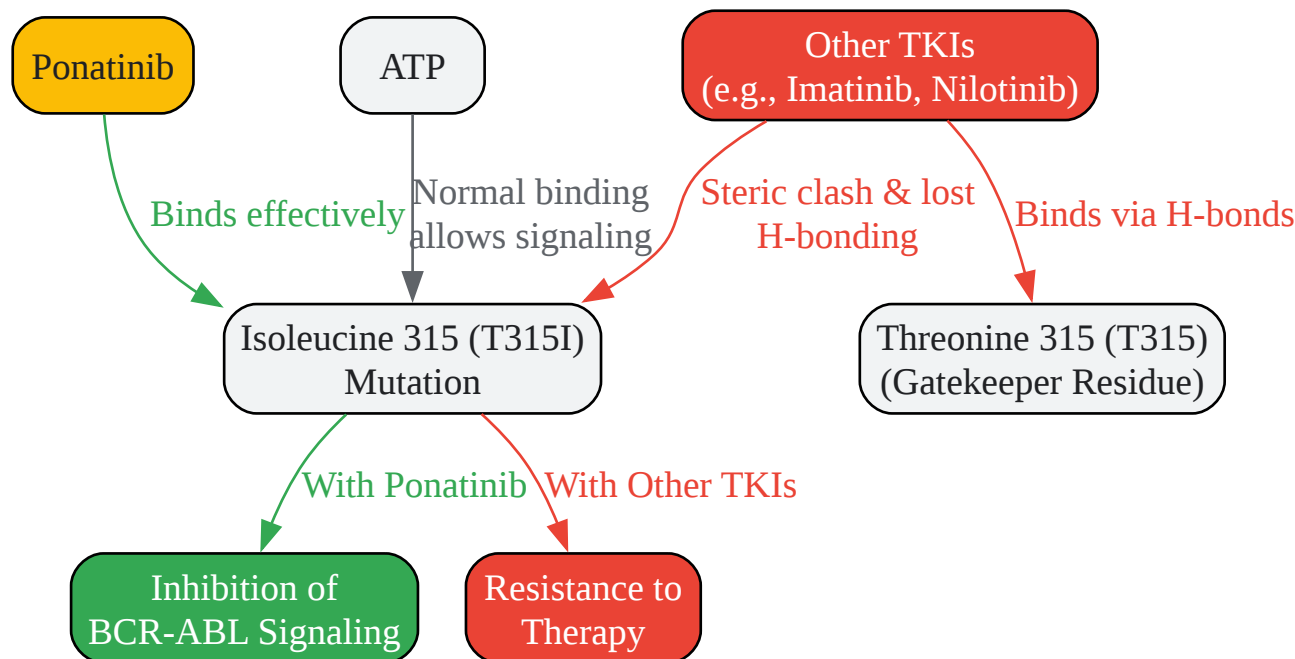 Ponatinib
ATP
Other TKIs
(e.g., Imatinib, Nilotinib)
Binds effectively
Normal binding
allows signaling
Steric clash & lost
H-bonding
Binds via H-bonds
Isoleucine 315 (T315I)
Mutation
Threonine 315 (T315)
(Gatekeeper Residue)
With Ponatinib
With Other TKIs
Inhibition of
BCR-ABL Signaling
Resistance to
Therapy